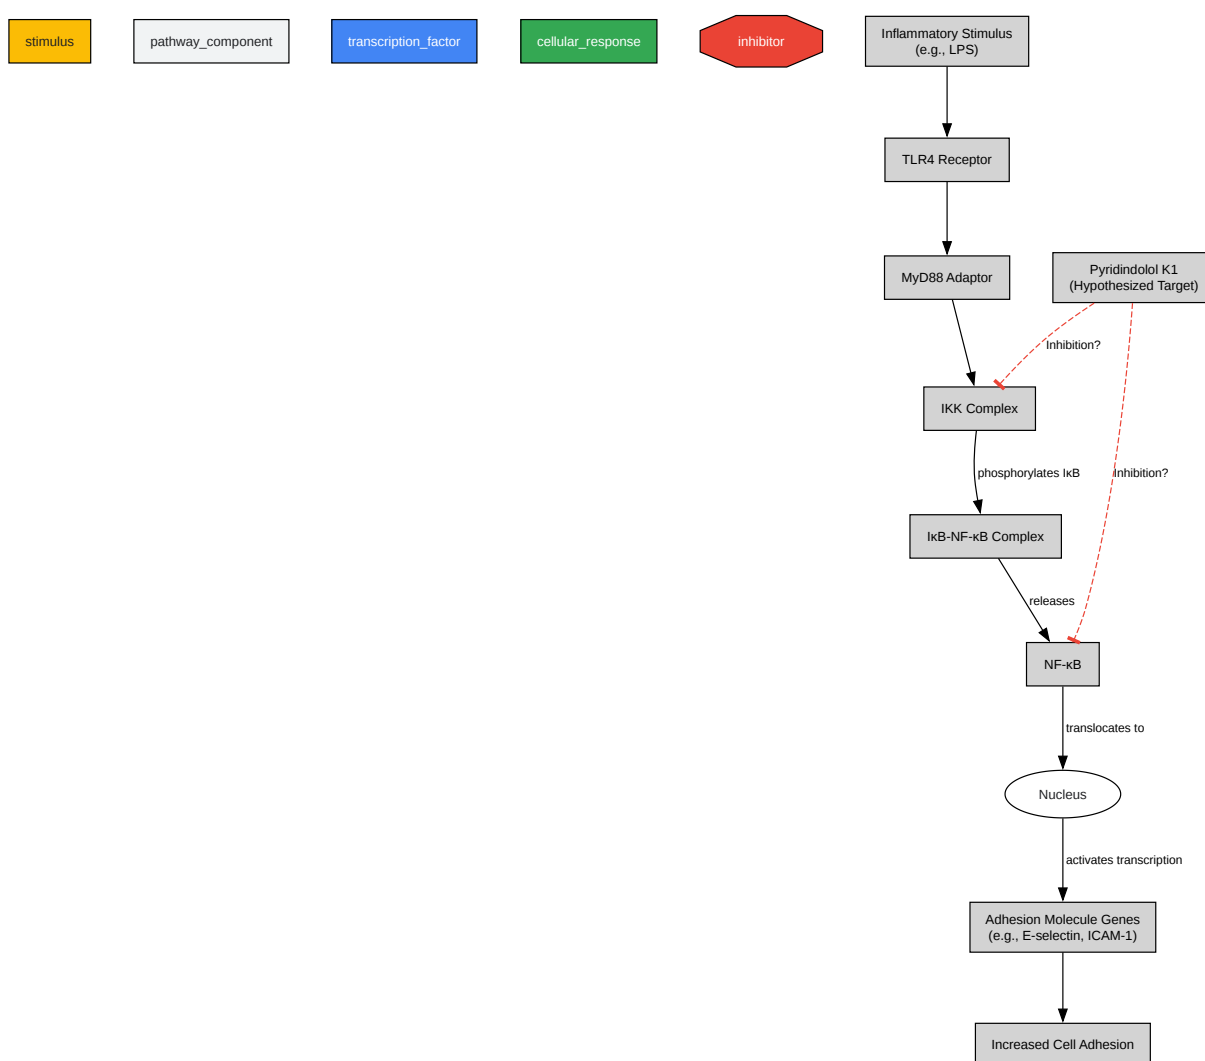 stimulus
pathway_component
transcription_factor
cellular_response
inhibitor
Inflammatory Stimulus
(e.g., LPS)
TLR4 Receptor
MyD88 Adaptor
Pyridindolol K1
(Hypothesized Target)
Inhibition?
IKK Complex
phosphorylates IκB
Inhibition?
IκB-NF-κB Complex
releases
NF-κB
translocates to
Nucleus
activates transcription
Adhesion Molecule Genes
(e.g., E-selectin, ICAM-1)
Increased Cell Adhesion